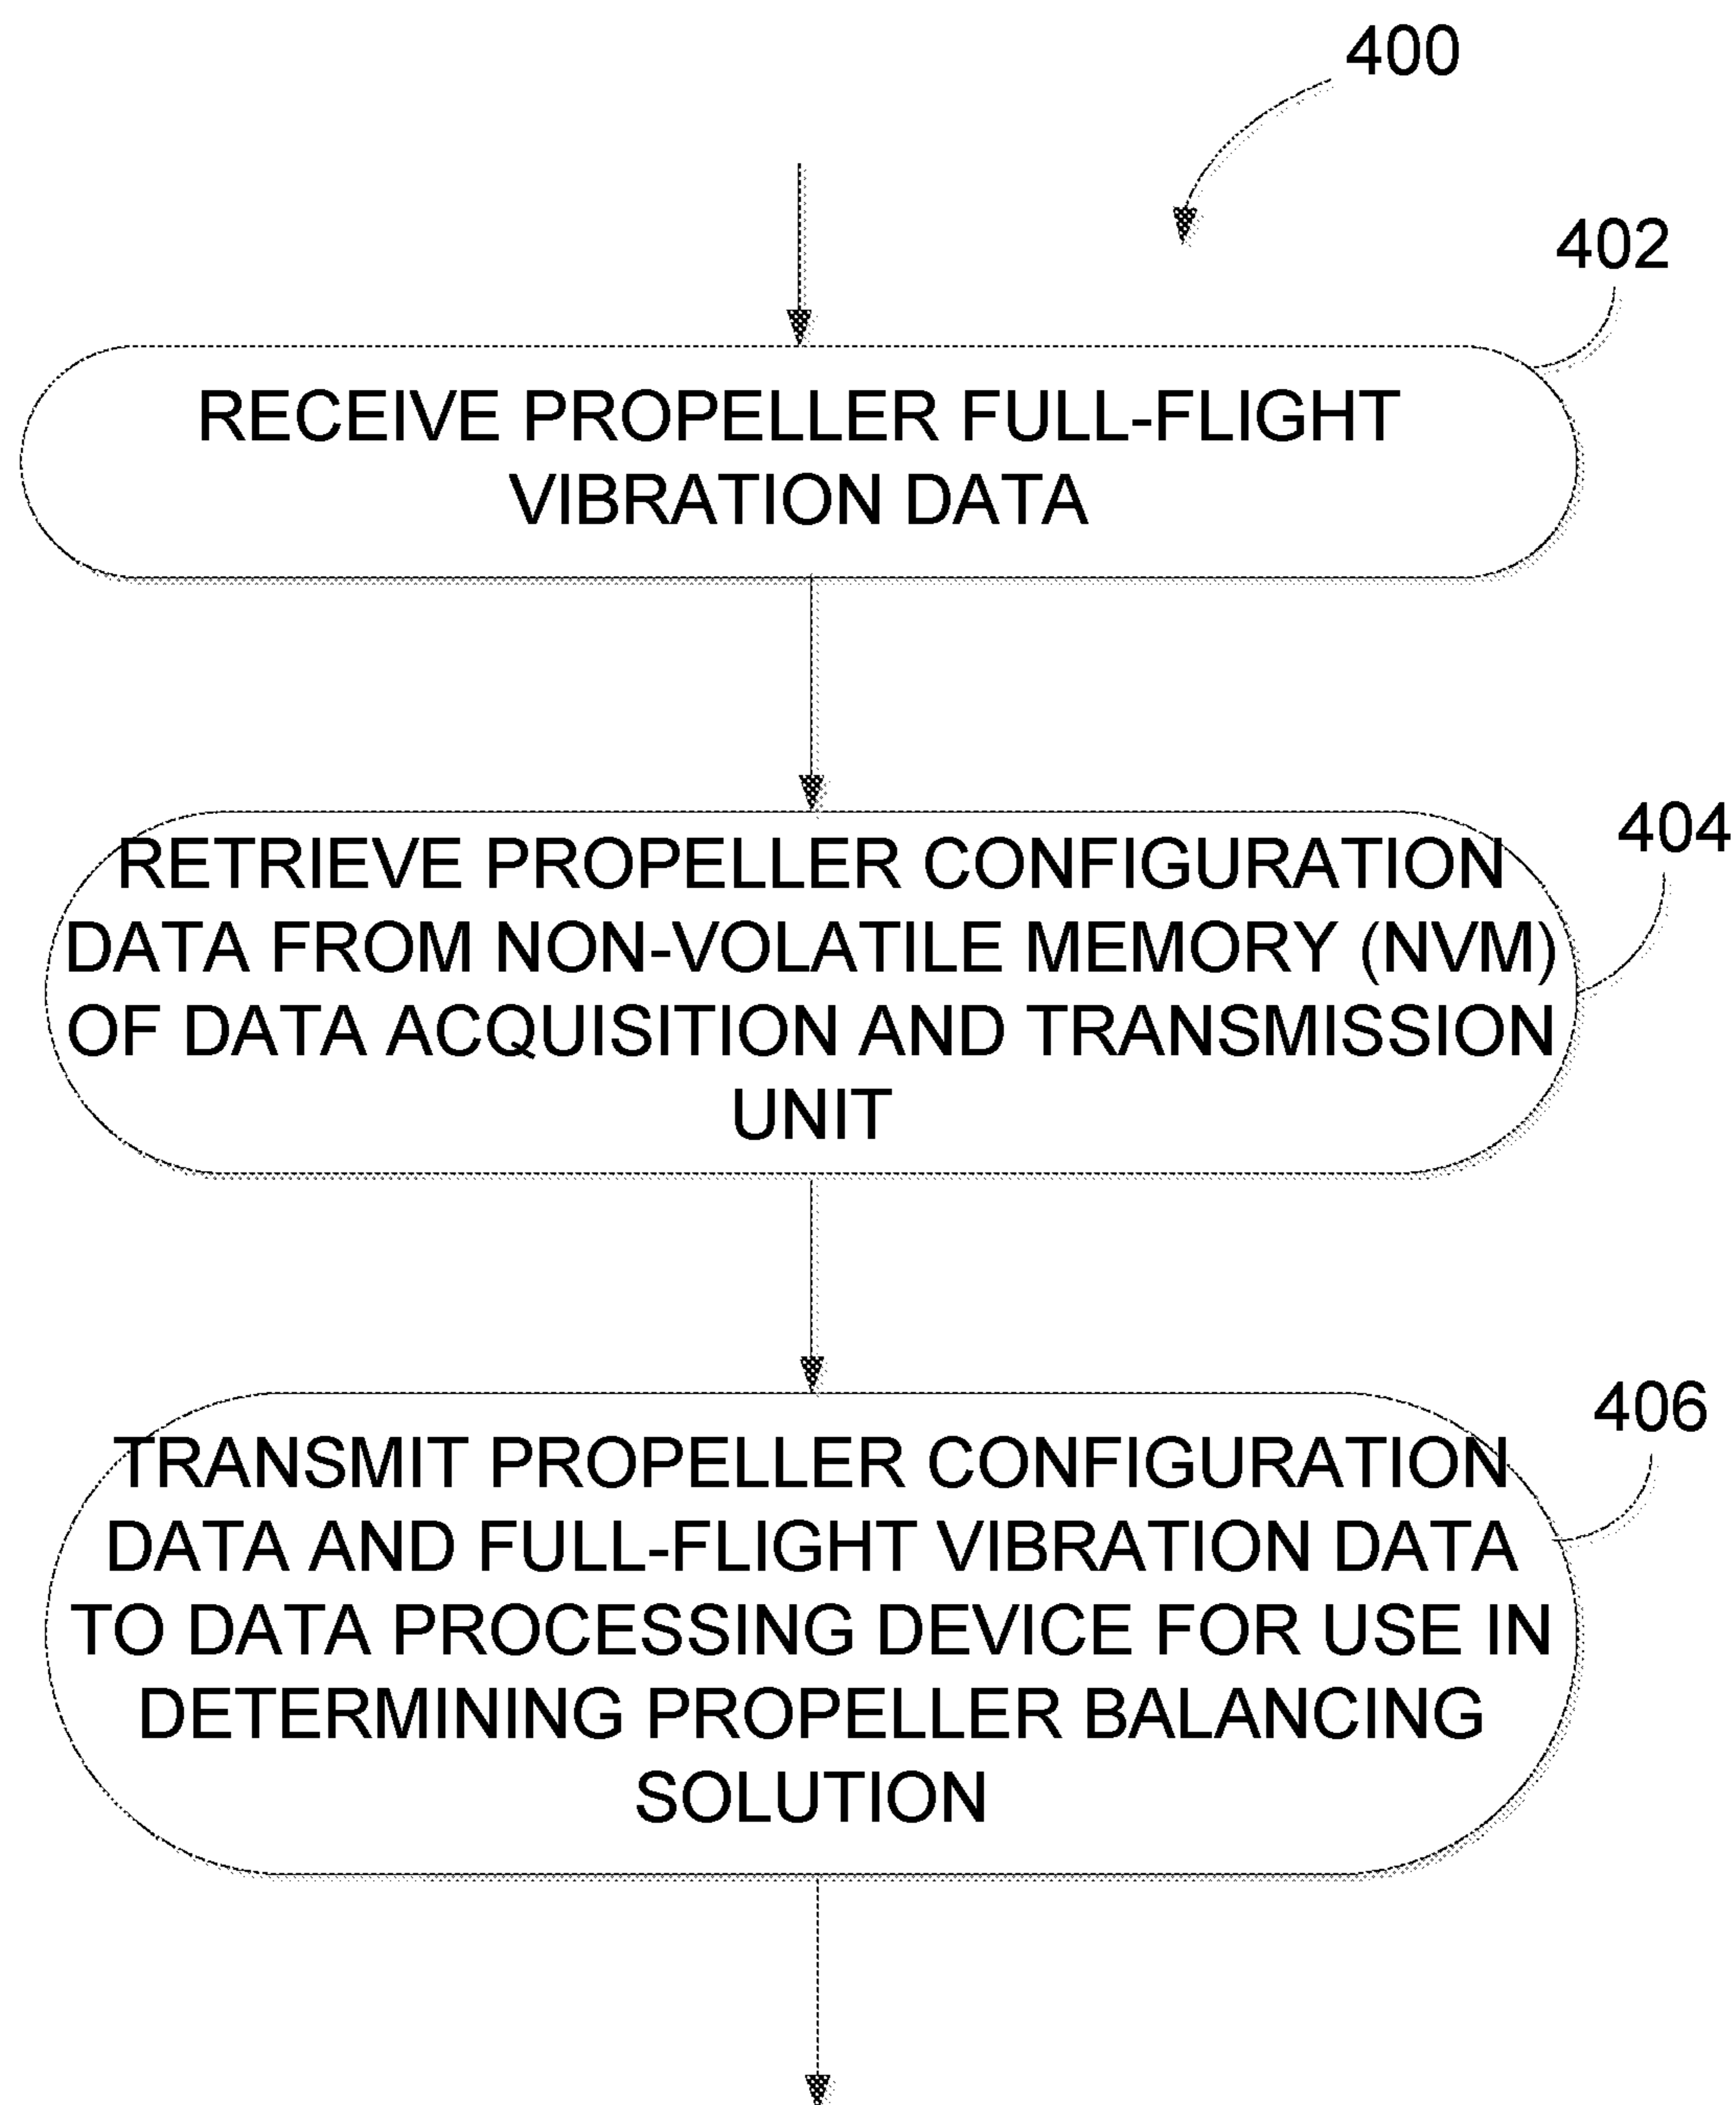 400
402
RECEIVE PROPELLER FULL-FLIGHT
VIBRATION DATA
404
RETRIEVE PROPELLER CONFIGURATION
DATA FROM NON-VOLATILE MEMORY (NVM)
OF DATA ACQUISITION AND TRANSMISSION
UNIT
406
TRANSMIT PROPELLER CONFIGURATION
DATA AND FULL-FLIGHT VIBRATION DATA
TO DATA PROCESSING DEVICE FOR USE IN
DETERMINING PROPELLER BALANCING
SOLUTION